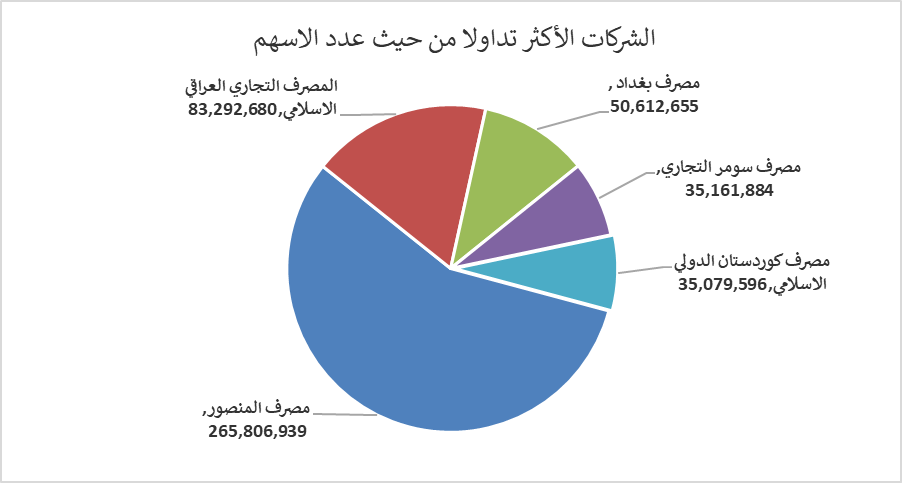 الشركات الأكثر تداولا من حيث عدد الاسهم
مصرف بغداد ,
50,612,655
المصرف التجاري العراقي
الاسلامي,83,292,680
مصرف سومر التجاري,
35,161,884
مصرف كوردستان الدولي
الاسلامي,35,079,596
مصرف المنصور,
265,806,939